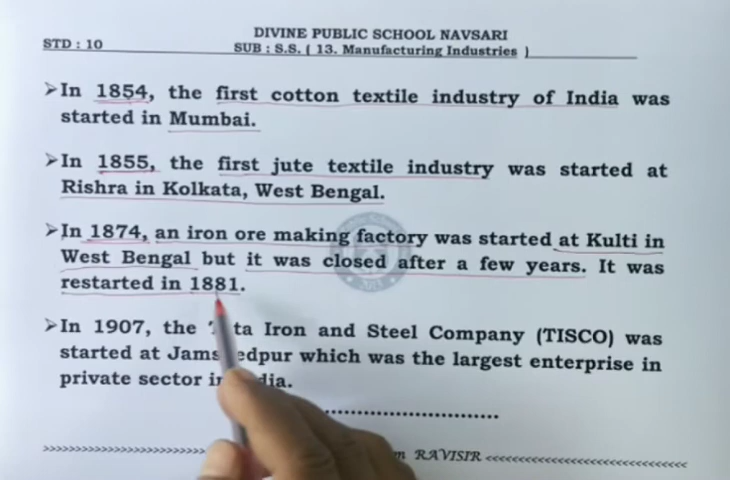 DIVINE PUBLIC SCHOOL NAVSARI
STD : 10 SUB : S.S. ( 13. Manufacturing Industries )
➢In 1854, the first cotton textile industry of India was
started in Mumbai.
➢In 1855, the first jute textile industry was started at
Rishra in Kolkata, West Bengal.
➢In 1874, an iron ore making factory was started at Kulti in
West Bengal but it was closed after a few years. It was
restarted in 1881.
➢In 1907, the Iron and Steel Company (TISCO) was
started at which was the largest enterprise in
private sector
RAVISIR